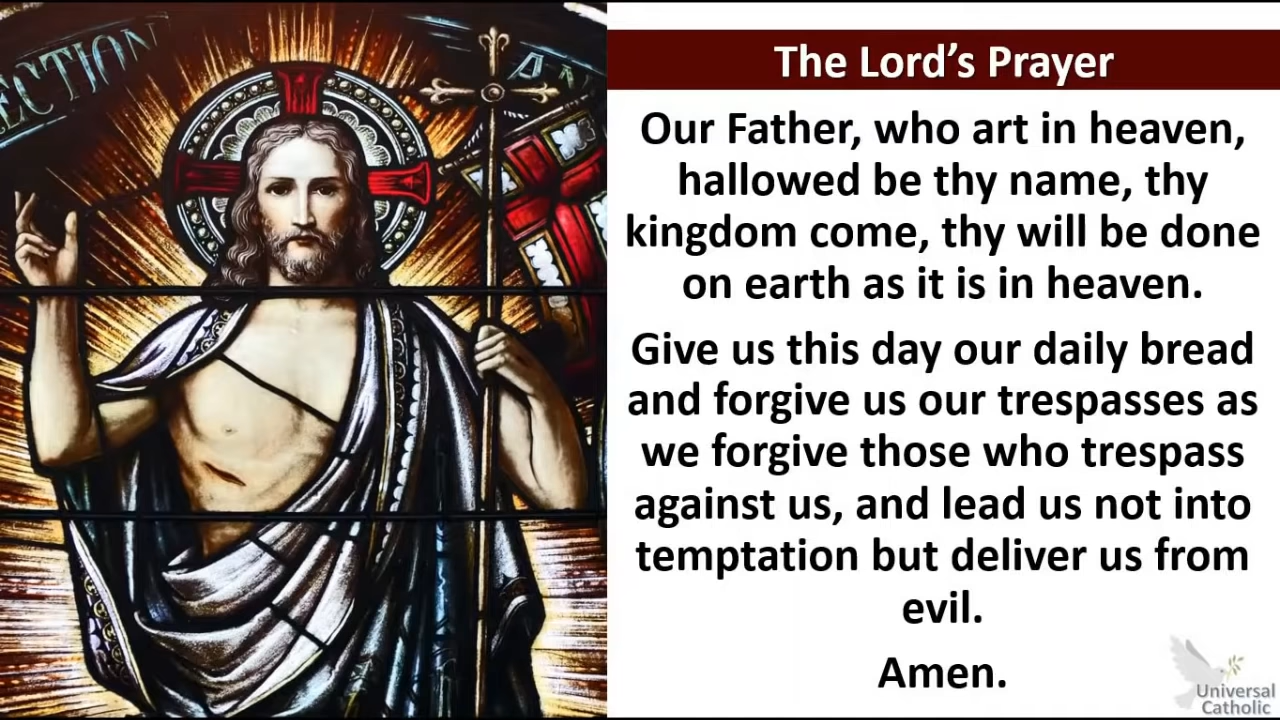 ECTION
AN
The Lord's Prayer
Our Father, who art in heaven,
hallowed be thy name, thy
kingdom come, thy will be done
on earth as it is in heaven.
Give us this day our daily bread
and forgive us our trespasses as
we forgive those who trespass
against us, and lead us not into
temptation but deliver us from
evil.
Amen.
Universal
Catholic